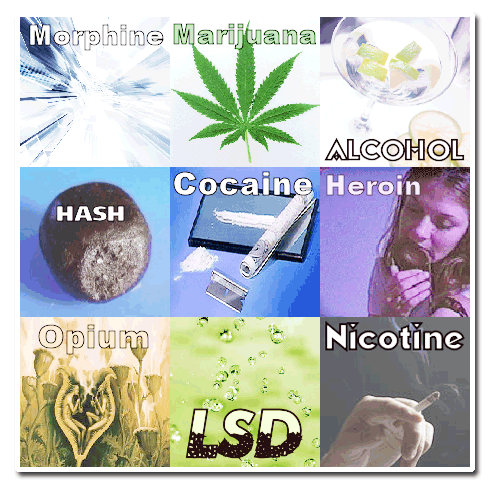 Morphine
Marijuana
ALCOHOL
HASH
Cocaine
Heroin
Opium
LSD
Nicotine